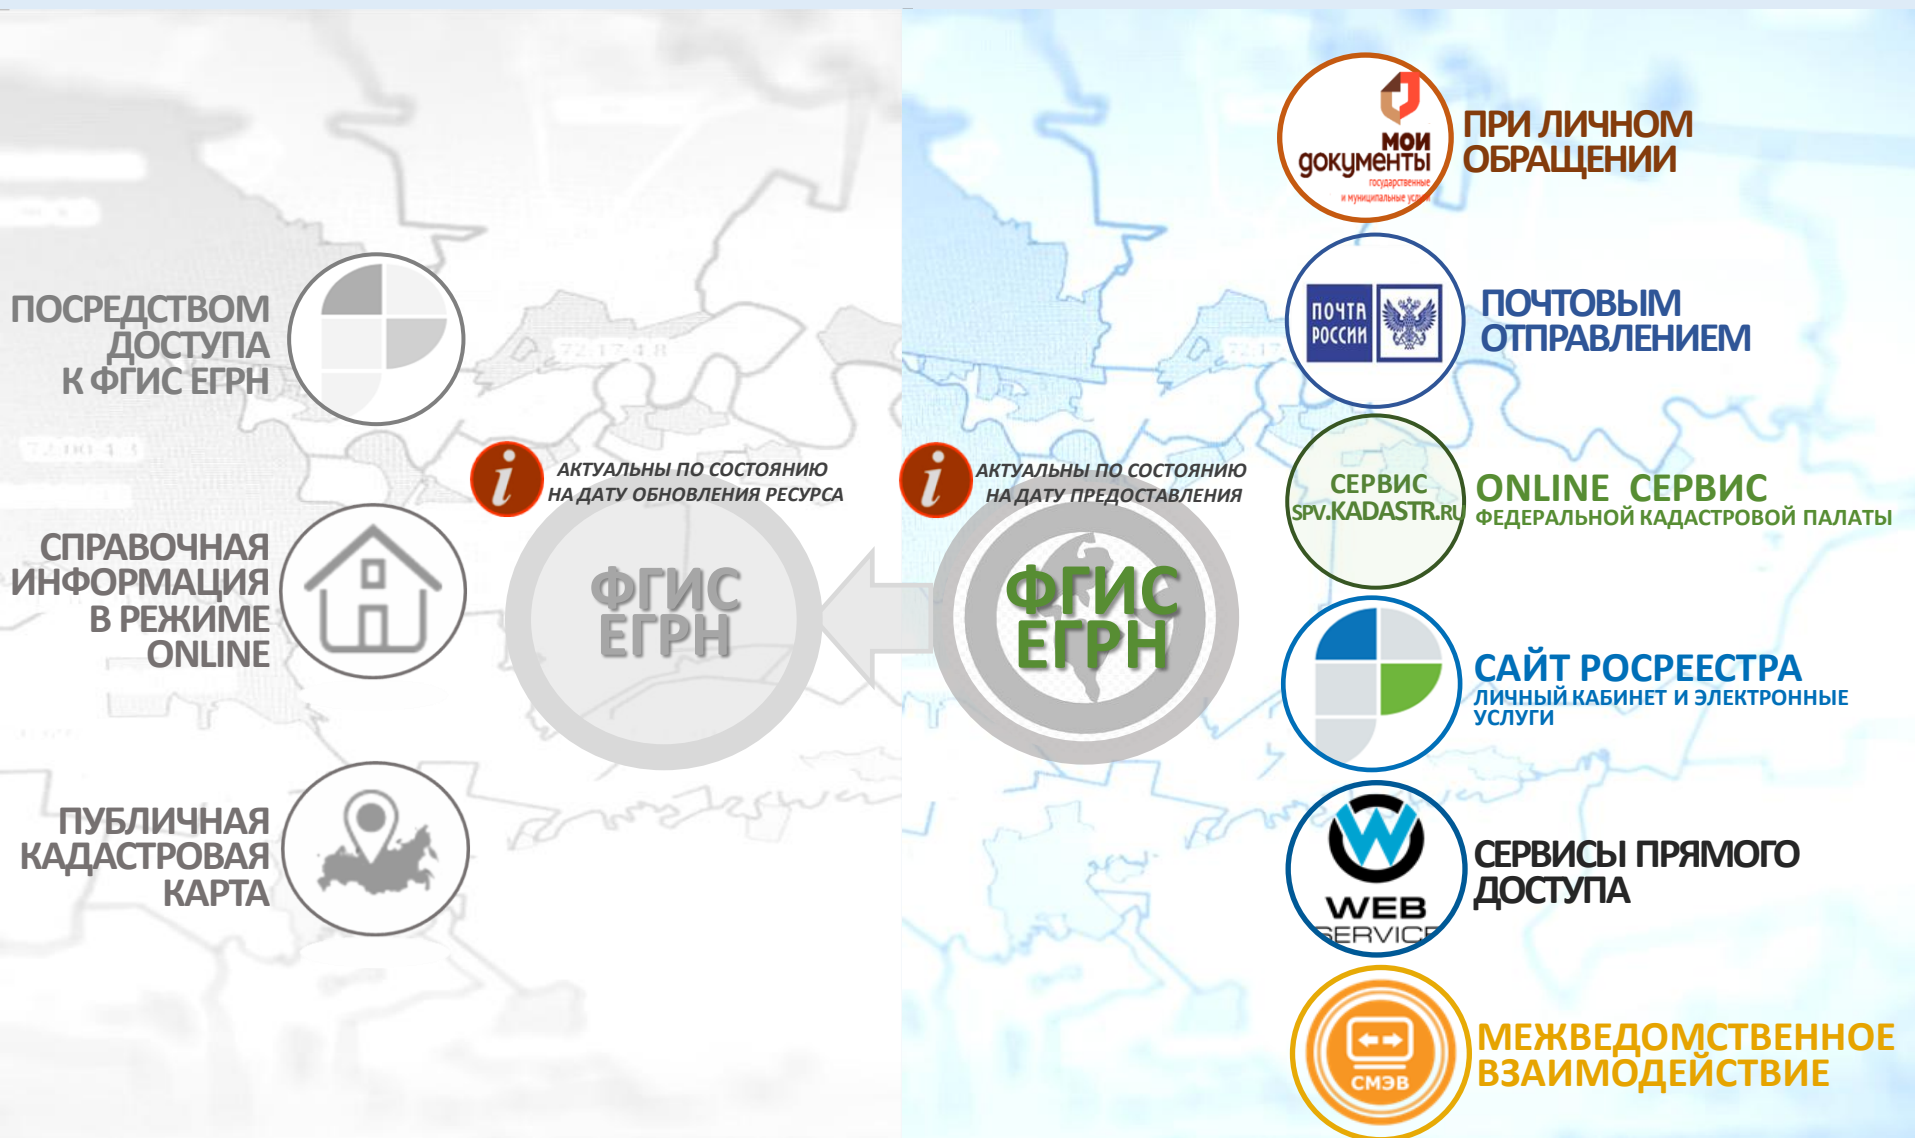 ПОСРЕДСТВОМ
ДОСТУПА
К ФГИС ЕГРН
СПРАВОЧНАЯ
ИНФОРМАЦИЯ
В РЕЖИМЕ
ONLINE
ПУБЛИЧНАЯ
КАДАСТРОВАЯ
КАРТА
АКТУАЛЬНЫ ПО СОСТОЯНИЮ
НА ДАТУ ОБНОВЛЕНИЯ РЕСУРСА
ФГИС
ЕГРН
АКТУАЛЬНЫ ПО СОСТОЯНИЮ
НА ДАТУ ПРЕДОСТАВЛЕНИЯ
ФГИС
ЕГРН
мои
документы
государственные
и муниципальные
ПРИ ЛИЧНОМ
ОБРАЩЕНИИ
ПОЧТА
РОССИИ
ПОЧТОВЫМ
ОТПРАВЛЕНИЕМ
СЕРВИС
SPV.KADASTR.RU
ONLINE СЕРВИС
ФЕДЕРАЛЬНОЙ КАДАСТРОВОЙ ПАЛАТЫ
САЙТ РОСРЕЕСТРА
ЛИЧНЫЙ КАБИНЕТ И ЭЛЕКТРОННЫЕ
УСЛУГИ
WEB
SERVICE
СЕРВИСЫ ПРЯМОГО
ДОСТУПА
СМЭВ
МЕЖВЕДОМСТВЕННОЕ
ВЗАИМОДЕЙСТВИЕ